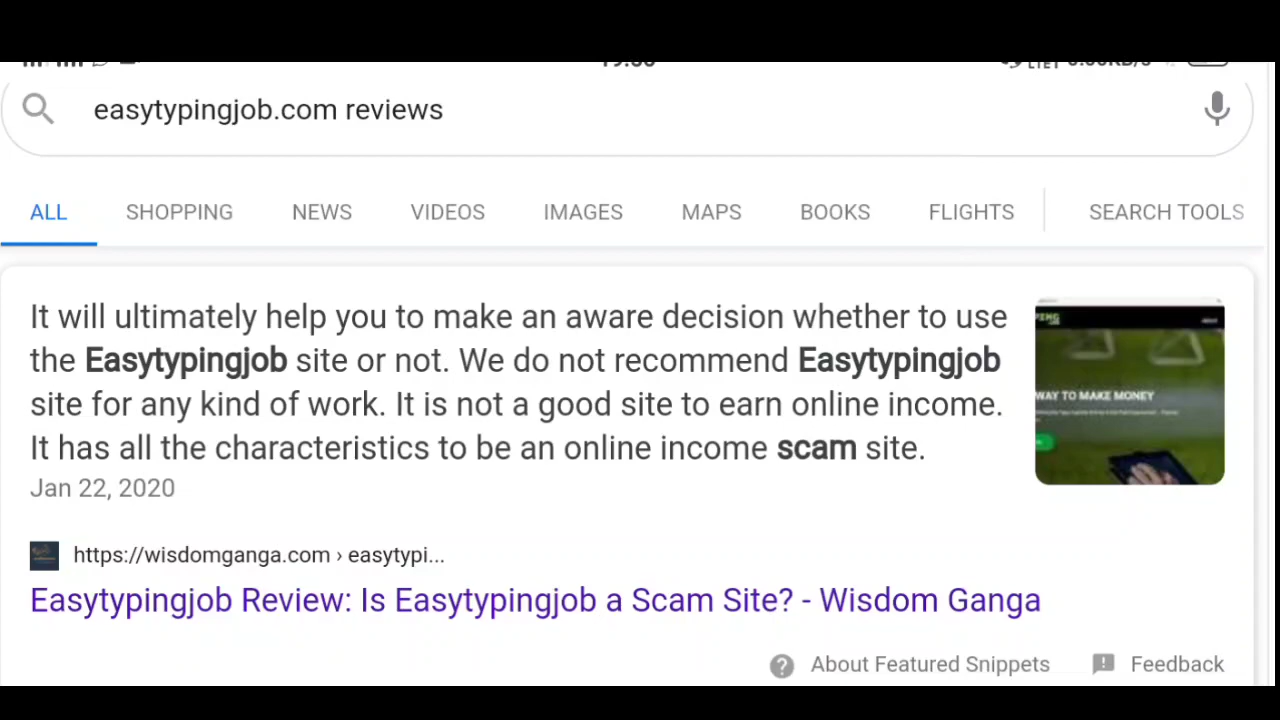 easytypingjob.com reviews
ALL SHOPPING NEWS VIDEOS IMAGES MAPS BOOKS FLIGHTS SEARCH TOOLS
It will ultimately help you to make an aware decision whether to use
the Easytypingjob site or not. We do not recommend Easytypingjob
site for any kind of work. It is not a good site to earn online income.
It has all the characteristics to be an online income scam site.
Jan 22, 2020
WAY TO MAKE MONEY
https://wisdomganga.com › easytypi...
Easytypingjob Review: Is Easytypingjob a Scam Site? - Wisdom Ganga
About Featured Snippets Feedback